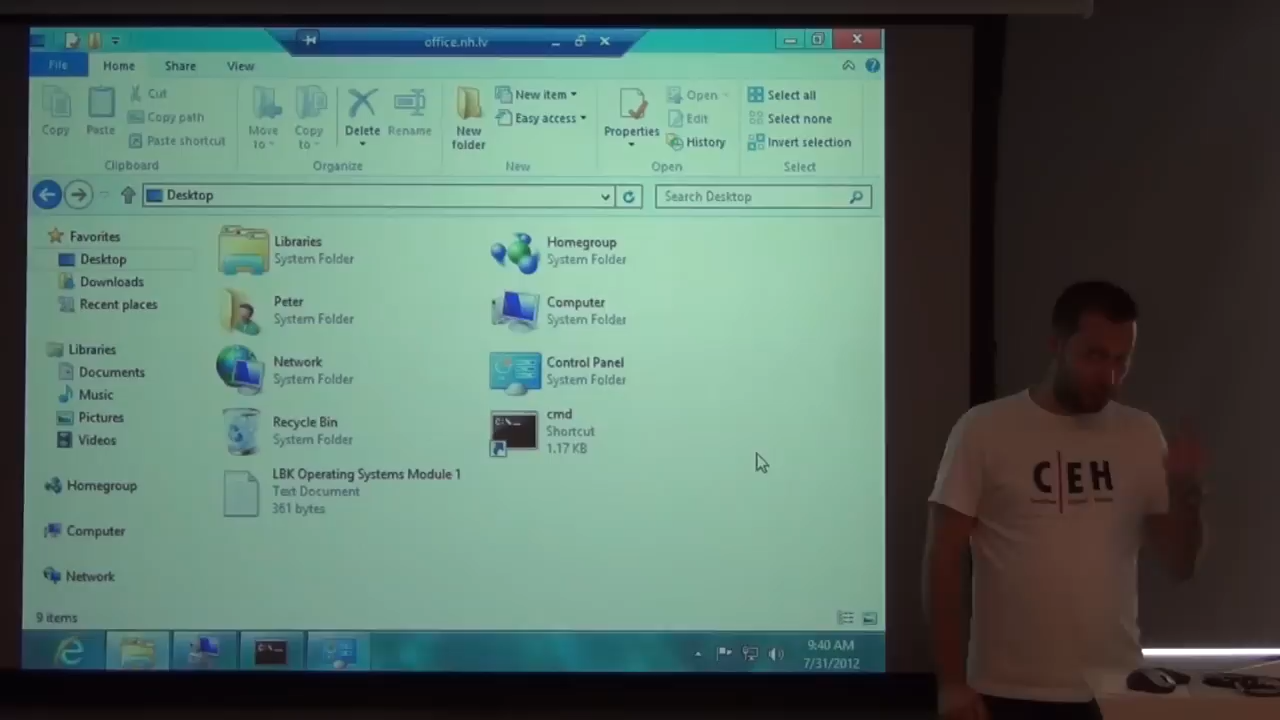 office.nh.lv
File Home Share View
Copy
Paste
Cut
Copy path
Paste shortcut
Clipboard
Move to
Copy to
Delete
Rename
Organize
New folder
New item
Easy access
New
Properties
Open
Edit
History
Open
Select all
Select none
Invert selection
Select
Desktop
Search Desktop
Favorites
Desktop
Downloads
Recent places
Libraries
Documents
Music
Pictures
Videos
Homegroup
Computer
Network
Libraries
System Folder
Homegroup
System Folder
Peter
System Folder
Computer
System Folder
Network
System Folder
Control Panel
System Folder
Recycle Bin
System Folder
cmd
Shortcut
1.17 KB
LBK Operating Systems Module 1
Text Document
361 bytes
9 items
9:40 AM
7/31/2012
C EH